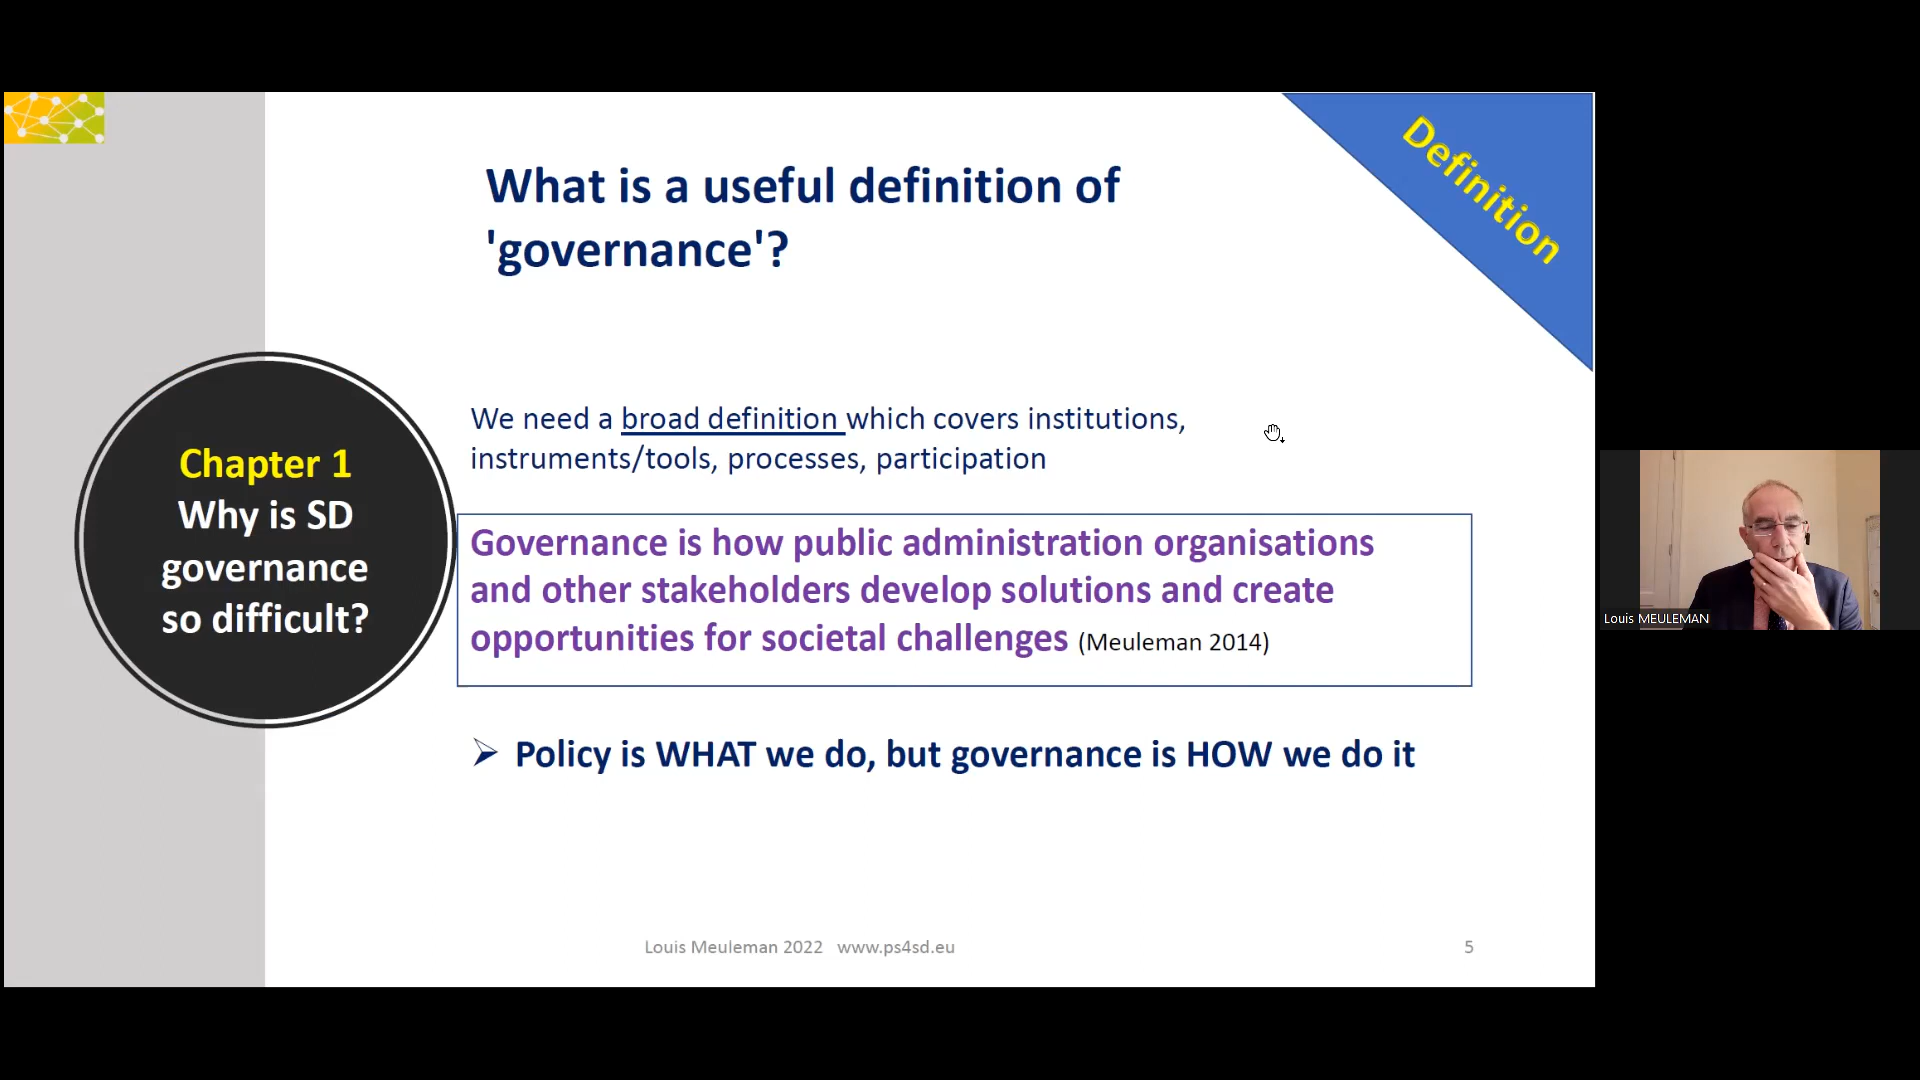 Definition
What is a useful definition of
'governance'?
We need a broad definition which covers institutions,
instruments/tools, processes, participation
Chapter 1
Why is SD
governance
so difficult?
Governance is how public administration organisations
and other stakeholders develop solutions and create
opportunities for societal challenges (Meuleman 2014)
➢ Policy is WHAT we do, but governance is HOW we do it
Louis Meuleman 2022 www.ps4sd.eu
5
Louis MEULEMAN